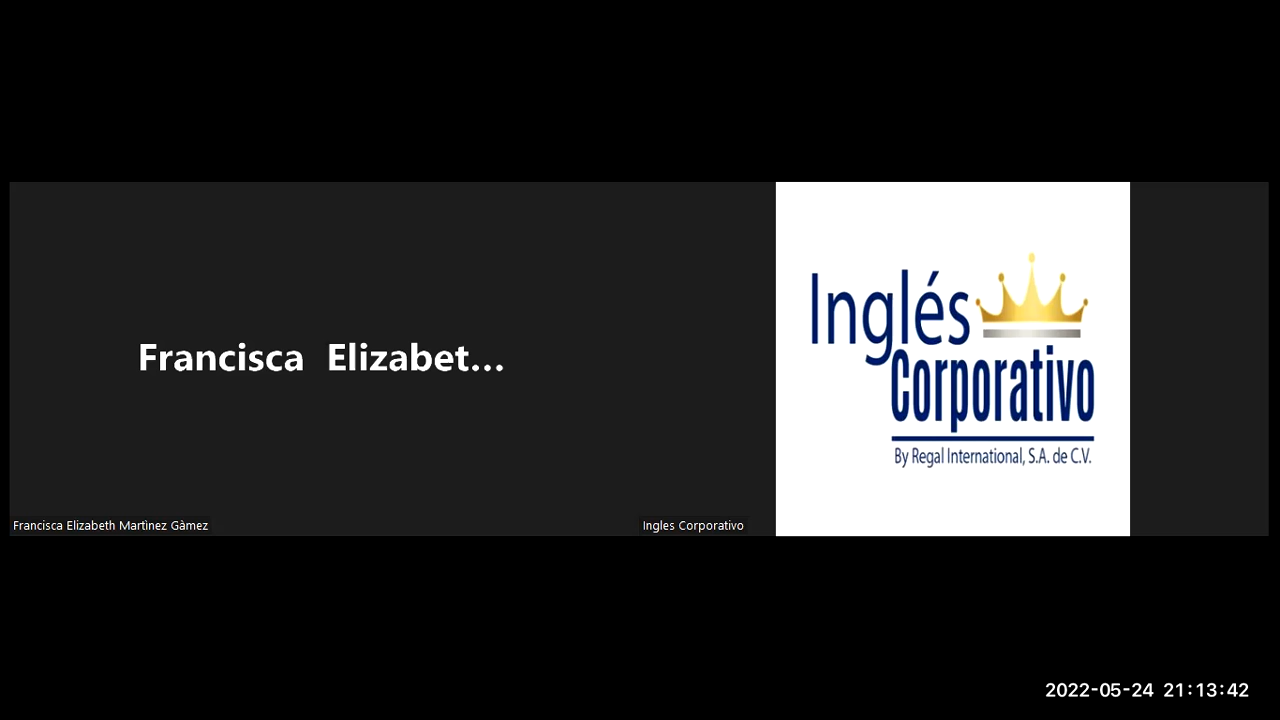 Francisca  Elizabet...
Francisca Elizabeth Martìnez Gàmez
Inglés
Corporativo
By Regal International, S.A. de C.V.
Ingles Corporativo
2022-05-24 21:13:42